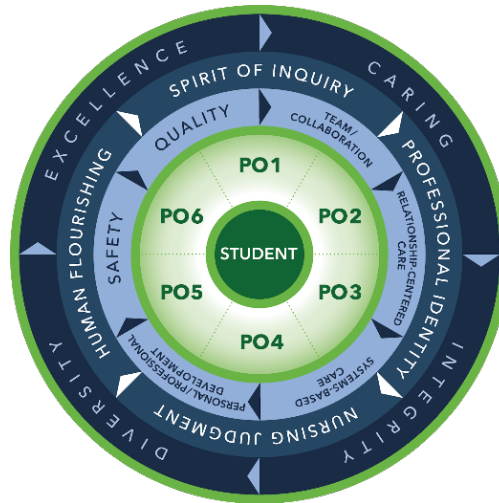 EXCELLENCE
CARING
INTEGRITY
DIVERSITY
SPIRIT OF INQUIRY
PROFESSIONAL IDENTITY
NURSING JUDGMENT
HUMAN FLOURISHING
QUALITY
TEAM/
COLLABORATION
RELATIONSHIP-CENTERED
CARE
SYSTEMS-BASED
CARE
PERSONAL/PROFESSIONAL
DEVELOPMENT
SAFETY
PO1
PO2
PO3
PO4
PO5
PO6
STUDENT